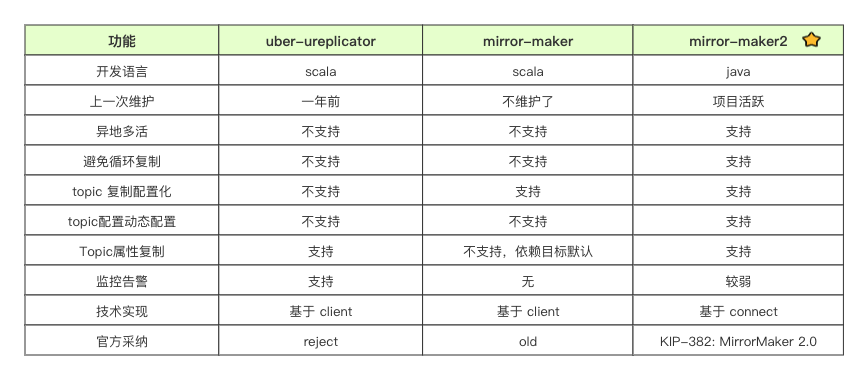 功能 uber-ureplicator mirror-maker mirror-maker2
开发语言 scala scala java
上一次维护 一年前 不维护了 项目活跃
异地多活 不支持 不支持 支持
避免循环复制 不支持 不支持 支持
topic 复制配置化 不支持 支持 支持
topic配置动态配置 不支持 不支持 支持
Topic属性复制 支持 不支持，依赖目标默认 支持
监控告警 支持 无 较弱
技术实现 基于 client 基于 client 基于 connect
官方采纳 reject old KIP-382: MirrorMaker 2.0